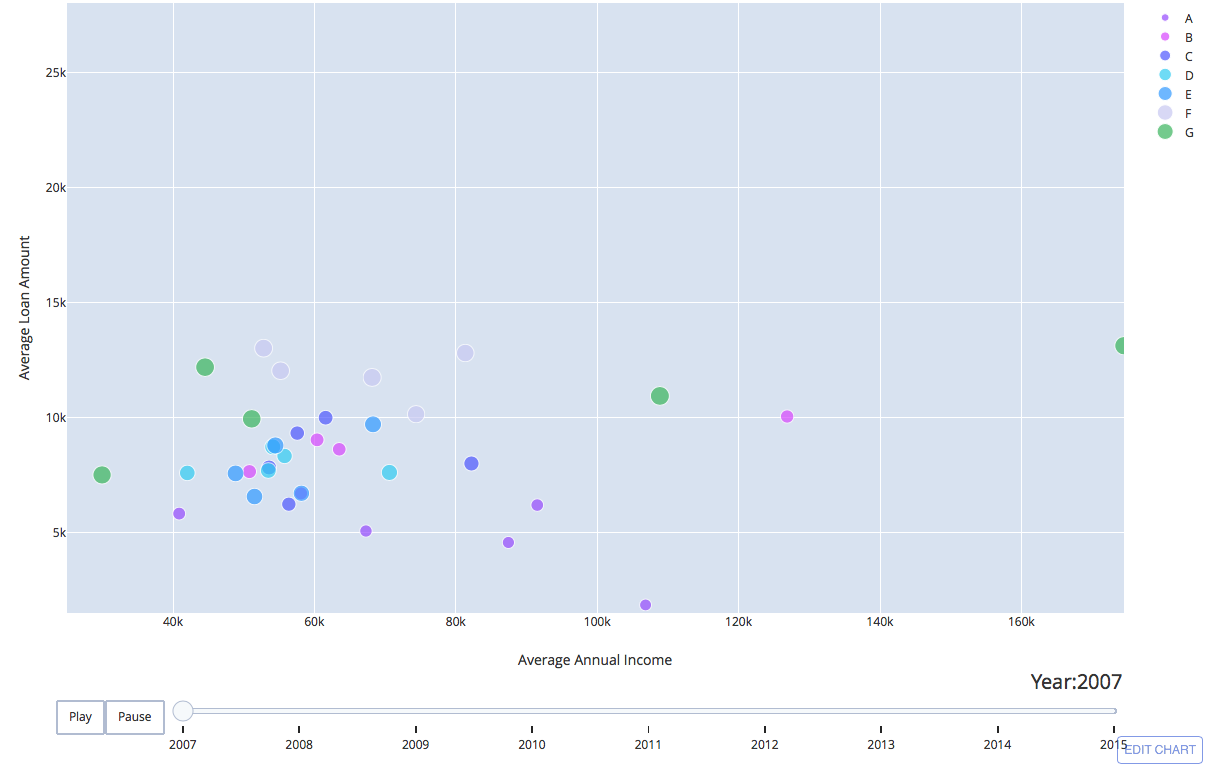 A
B
C
D
E
F
G
25k
20k
15k
10k
5k
Average Loan Amount
40k 60k 80k 100k 120k 140k 160k
Average Annual Income
Year:2007
Play Pause
2007 2008 2009 2010 2011 2012 2013 2014 2015
EDIT CHART